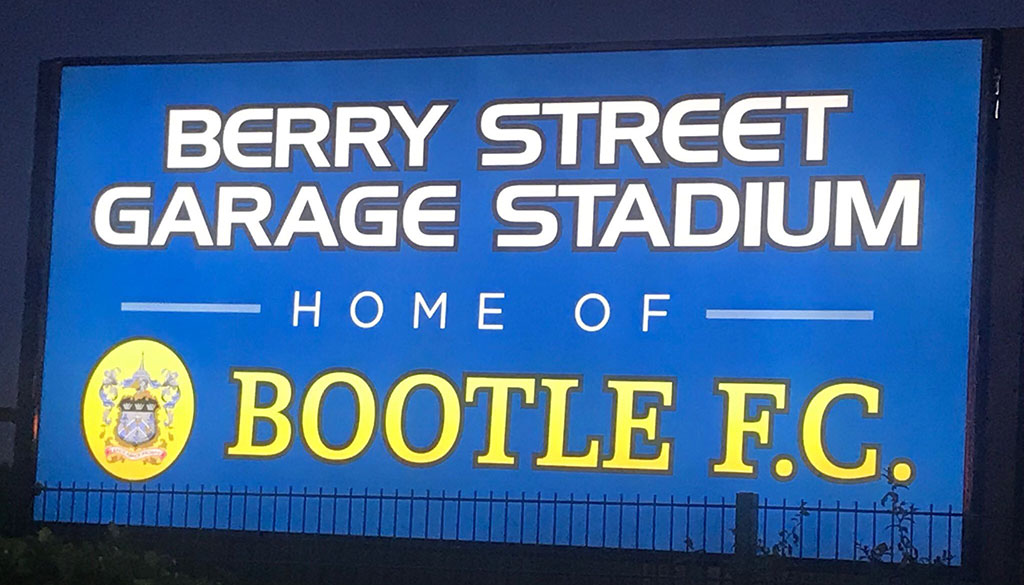 BERRY STREET
GARAGE STADIUM
HOME OF
BOOTLE F.C.